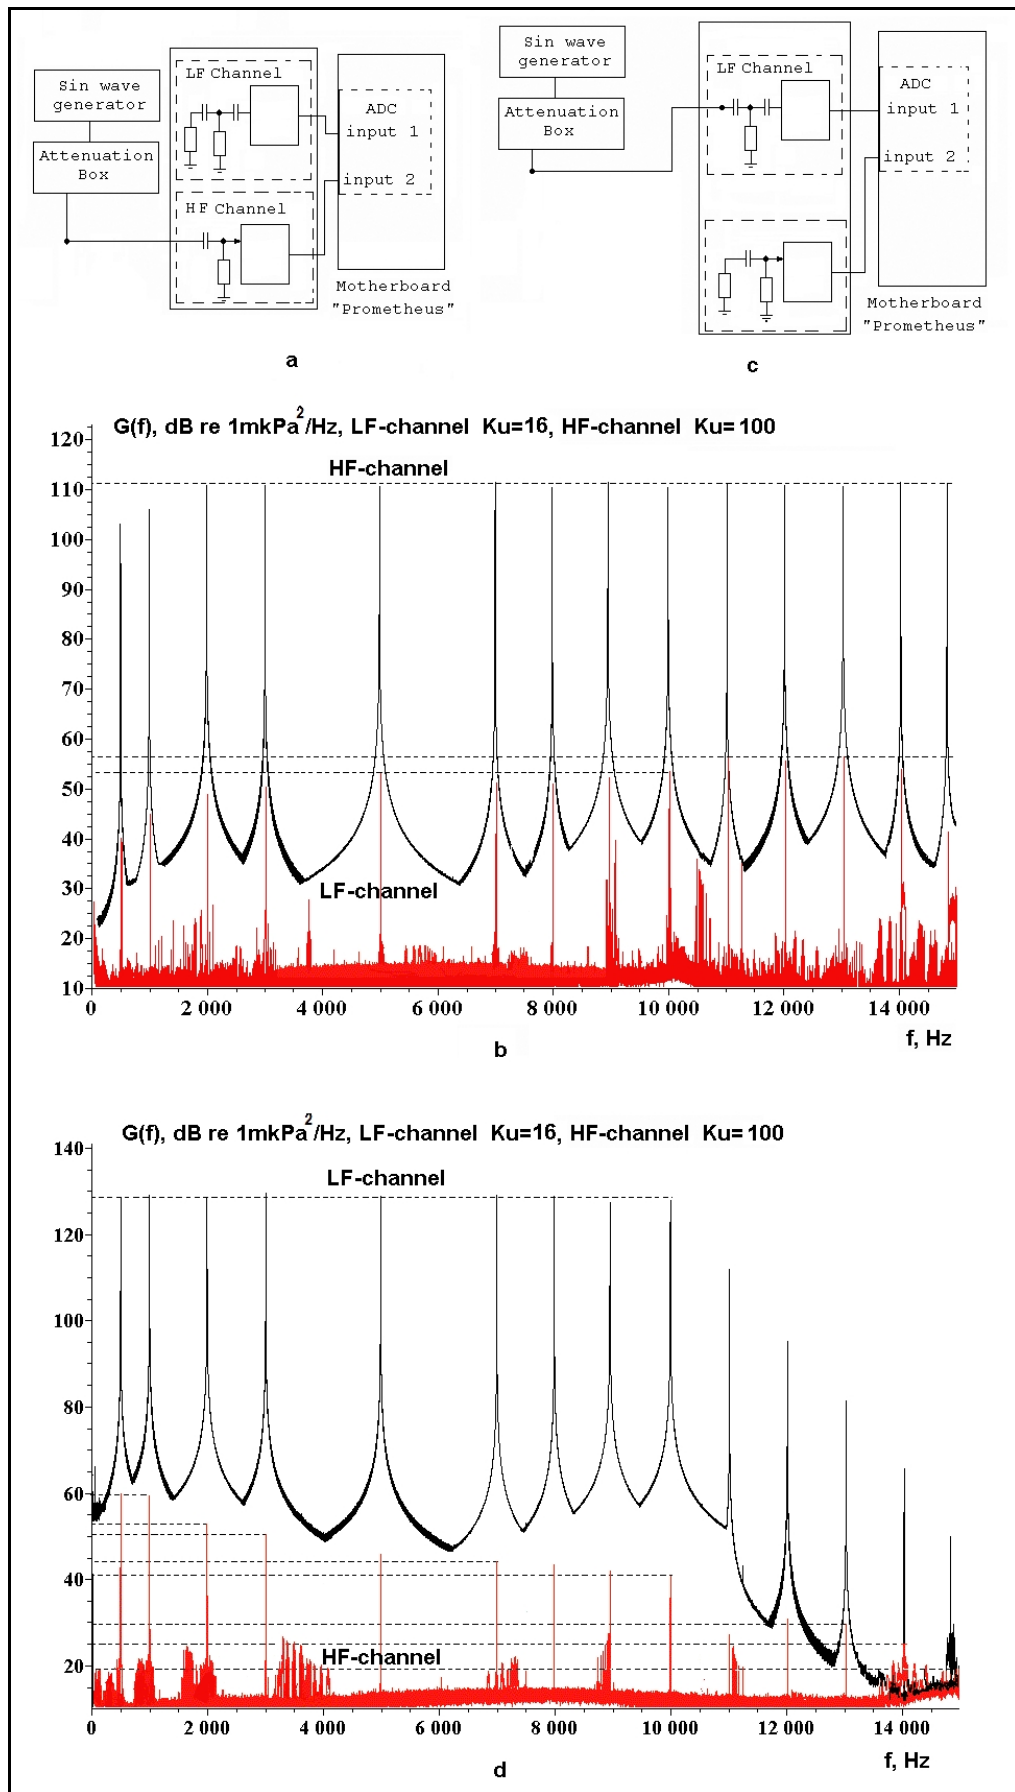 Sin wave
generator
Attenuation
Box
LF Channel
HF Channel
ADC
input 1
input 2
Motherboard
"Prometheus"
a
Sin wave
generator
Attenuation
Box
LF Channel
ADC
input 1
input 2
Motherboard
"Prometheus"
c
G(f), dB re 1mkPa²/Hz, LF-channel Ku=16, HF-channel Ku=100
120
110
100
90
80
70
60
50
40
30
20
10
HF-channel
LF-channel
0 2 000 4 000 6 000 8 000 10 000 12 000 14 000
f, Hz
b
G(f), dB re 1mkPa²/Hz, LF-channel Ku=16, HF-channel Ku=100
140
120
100
80
60
40
20
LF-channel
HF-channel
0 2 000 4 000 6 000 8 000 10 000 12 000 14 000
f, Hz
d